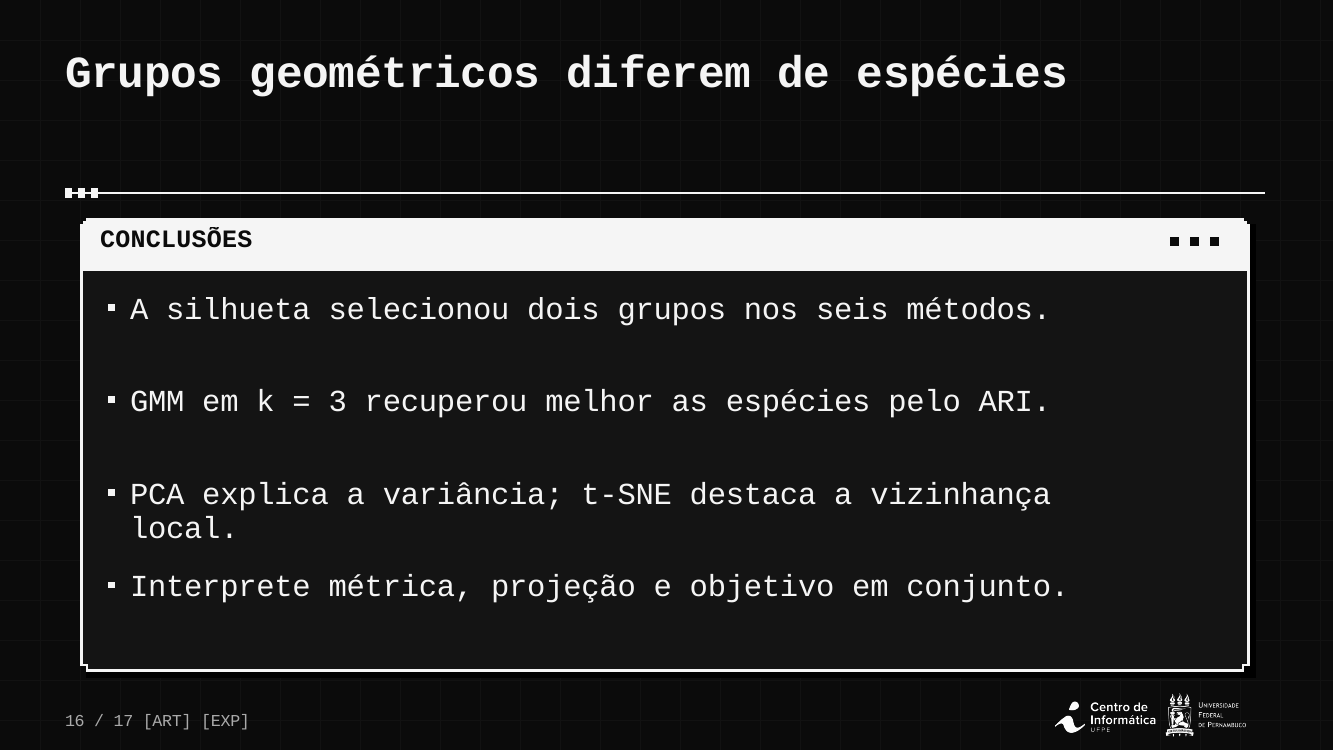 Grupos geométricos diferem de espécies
CONCLUSÕES
▪ A silhueta selecionou dois grupos nos seis métodos.
▪ GMM em k = 3 recuperou melhor as espécies pelo ARI.
▪ PCA explica a variância; t-SNE destaca a vizinhança
local.
▪ Interprete métrica, projeção e objetivo em conjunto.
16 / 17 [ART] [EXP]
Centro de
Informática
UFPE
Universidade
Federal
de Pernambuco